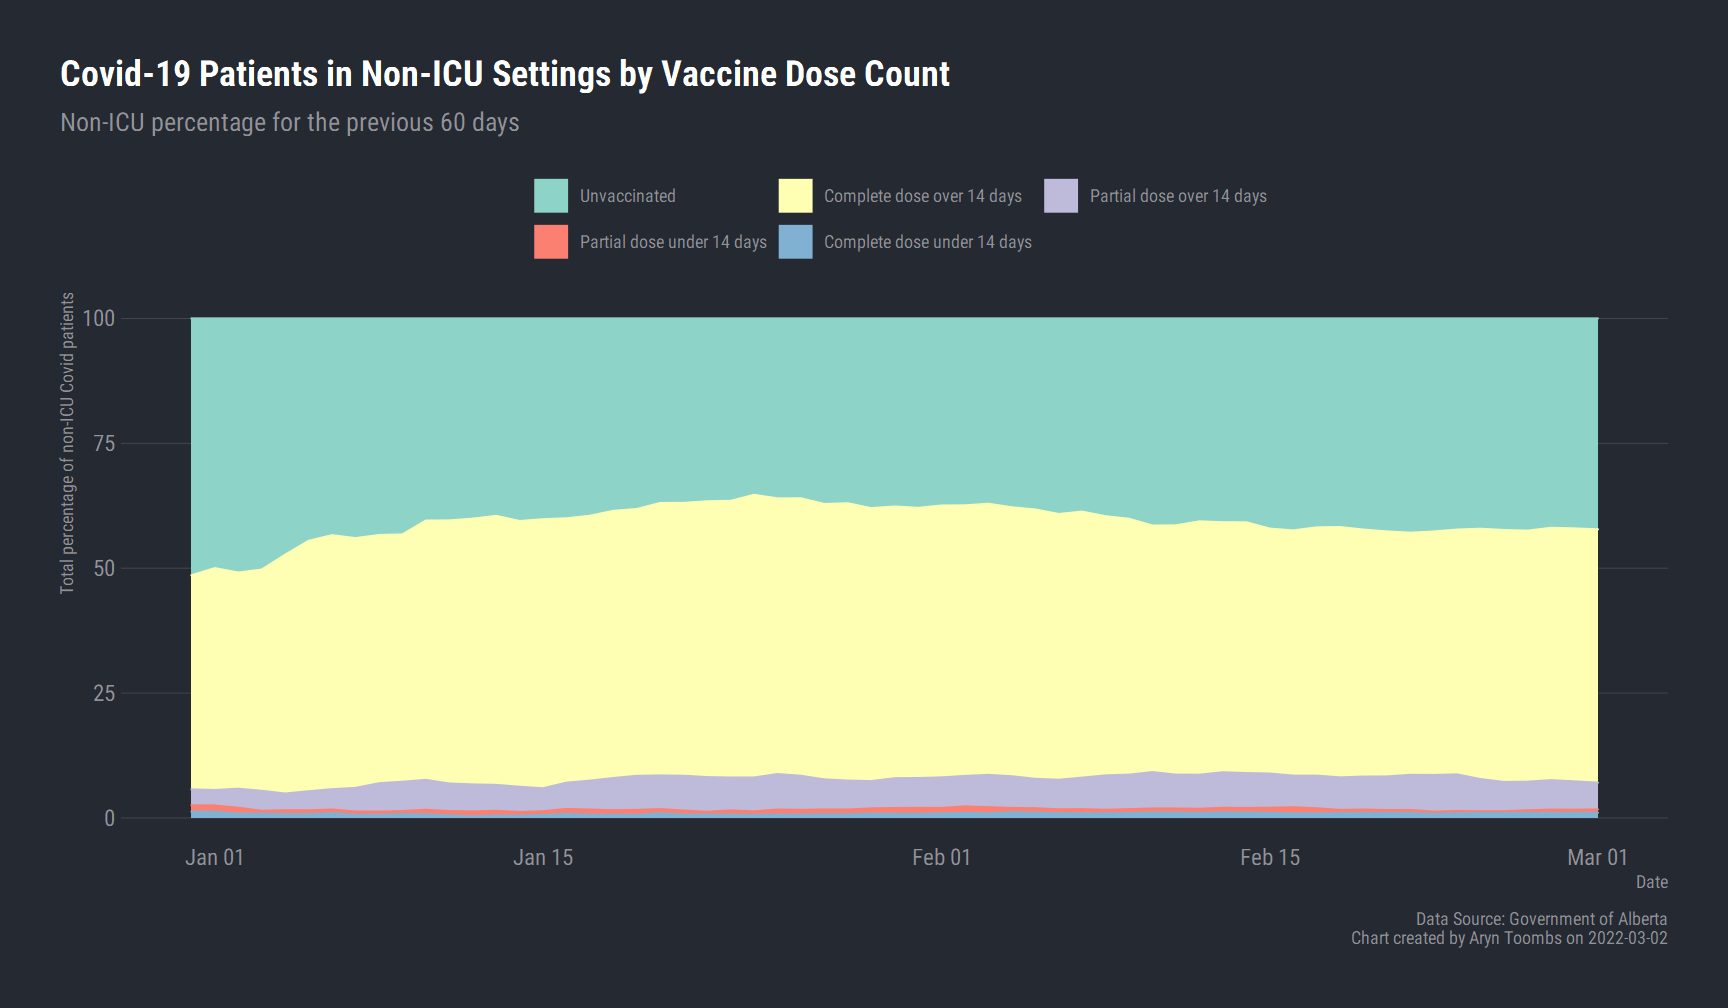 Covid-19 Patients in Non-ICU Settings by Vaccine Dose Count
Non-ICU percentage for the previous 60 days
Unvaccinated
Complete dose over 14 days
Partial dose over 14 days
Partial dose under 14 days
Complete dose under 14 days
Total percentage of non-ICU Covid patients
100
75
50
25
0
Jan 01
Jan 15
Feb 01
Feb 15
Mar 01
Date
Data Source: Government of Alberta
Chart created by Aryn Toombs on 2022-03-02